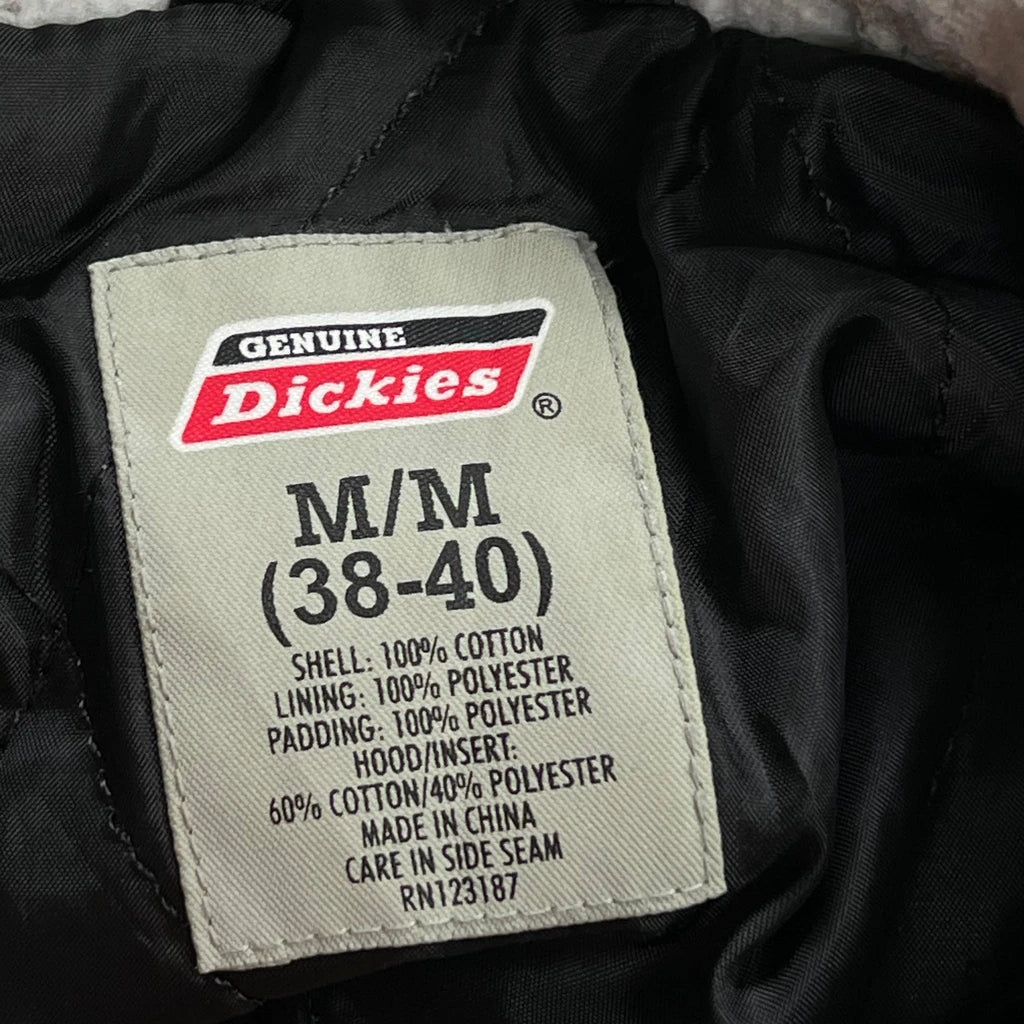 GENUINE
Dickies®
M/M
(38-40)
SHELL: 100% COTTON
LINING: 100% POLYESTER
PADDING: 100% POLYESTER
HOOD/INSERT:
60% COTTON/40% POLYESTER
MADE IN CHINA
CARE IN SIDE SEAM
RN123187